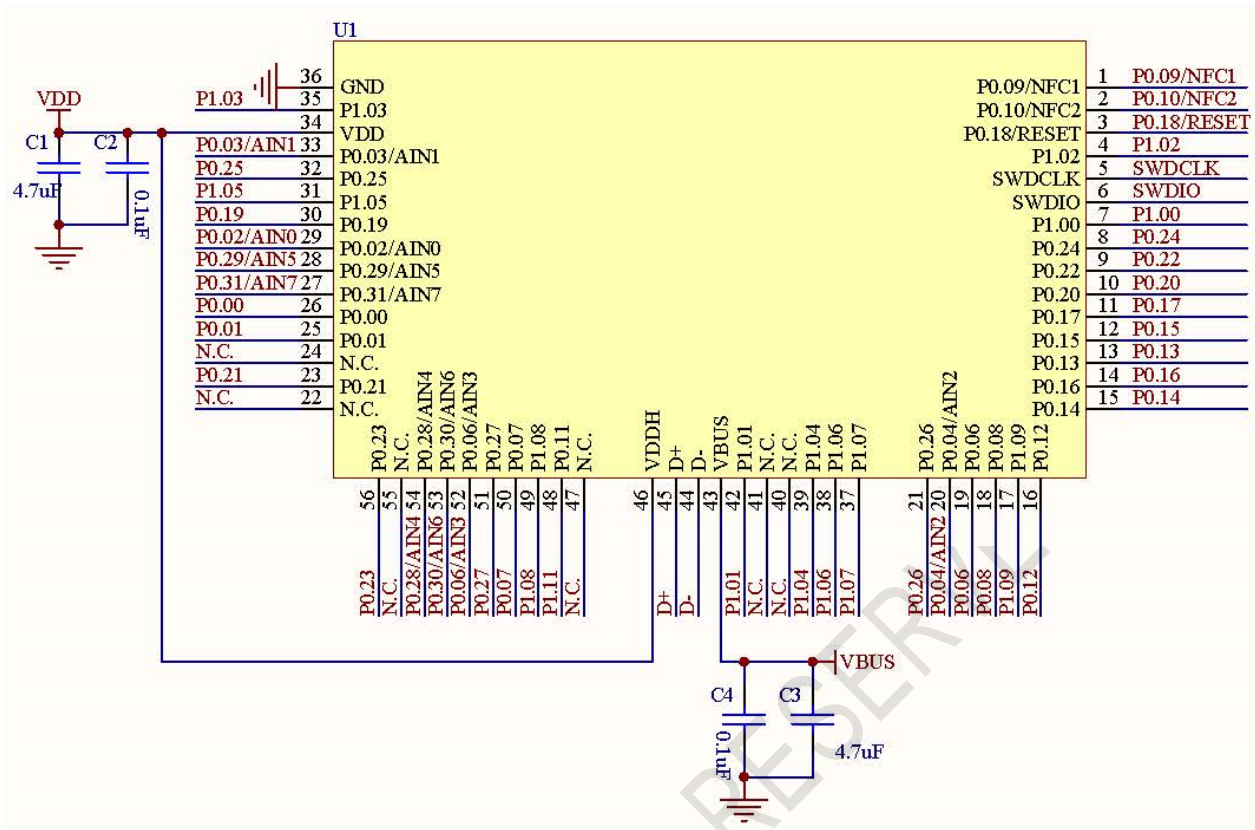 U1
VDD
C1
C2
4.7uF
0.1uF
36 GND
P1.03 35 P1.03
34 VDD
P0.03/AIN1 33 P0.03/AIN1
P0.25 32 P0.25
P1.05 31 P1.05
P0.19 30 P0.19
P0.02/AIN0 29 P0.02/AIN0
P0.29/AIN5 28 P0.29/AIN5
P0.31/AIN7 27 P0.31/AIN7
P0.00 26 P0.00
P0.01 25 P0.01
N.C. 24 N.C.
P0.21 23 P0.21
N.C. 22 N.C.
P0.09/NFC1 1 P0.09/NFC1
P0.10/NFC2 2 P0.10/NFC2
P0.18/RESET 3 P0.18/RESET
P1.02 4 P1.02
SWDCLK 5 SWDCLK
SWDIO 6 SWDIO
P1.00 7 P1.00
P0.24 8 P0.24
P0.22 9 P0.22
P0.20 10 P0.20
P0.17 11 P0.17
P0.15 12 P0.15
P0.13 13 P0.13
P0.16 14 P0.16
P0.14 15 P0.14
P0.23 56 P0.23
N.C. 55 N.C.
P0.28/AIN4 54 P0.28/AIN4
P0.30/AIN6 53 P0.30/AIN6
P0.06/AIN3 52 P0.06/AIN3
P0.27 51 P0.27
P0.07 50 P0.07
P1.08 49 P1.08
P0.11 48 P1.11
N.C. 47 N.C.
VDDH 46
D+ 45 D+
D- 44 D-
VBUS 43
P1.01 42 P1.01
N.C. 41 N.C.
N.C. 40 N.C.
P1.04 39 P1.04
P1.06 38 P1.06
P1.07 37 P1.07
P0.26 21 P0.26
P0.04/AIN2 20 P0.04/AIN2
P0.06 19 P0.06
P0.08 18 P0.08
P1.09 17 P1.09
P0.12 16 P0.12
VBUS
C4
C3
0.1uF
4.7uF